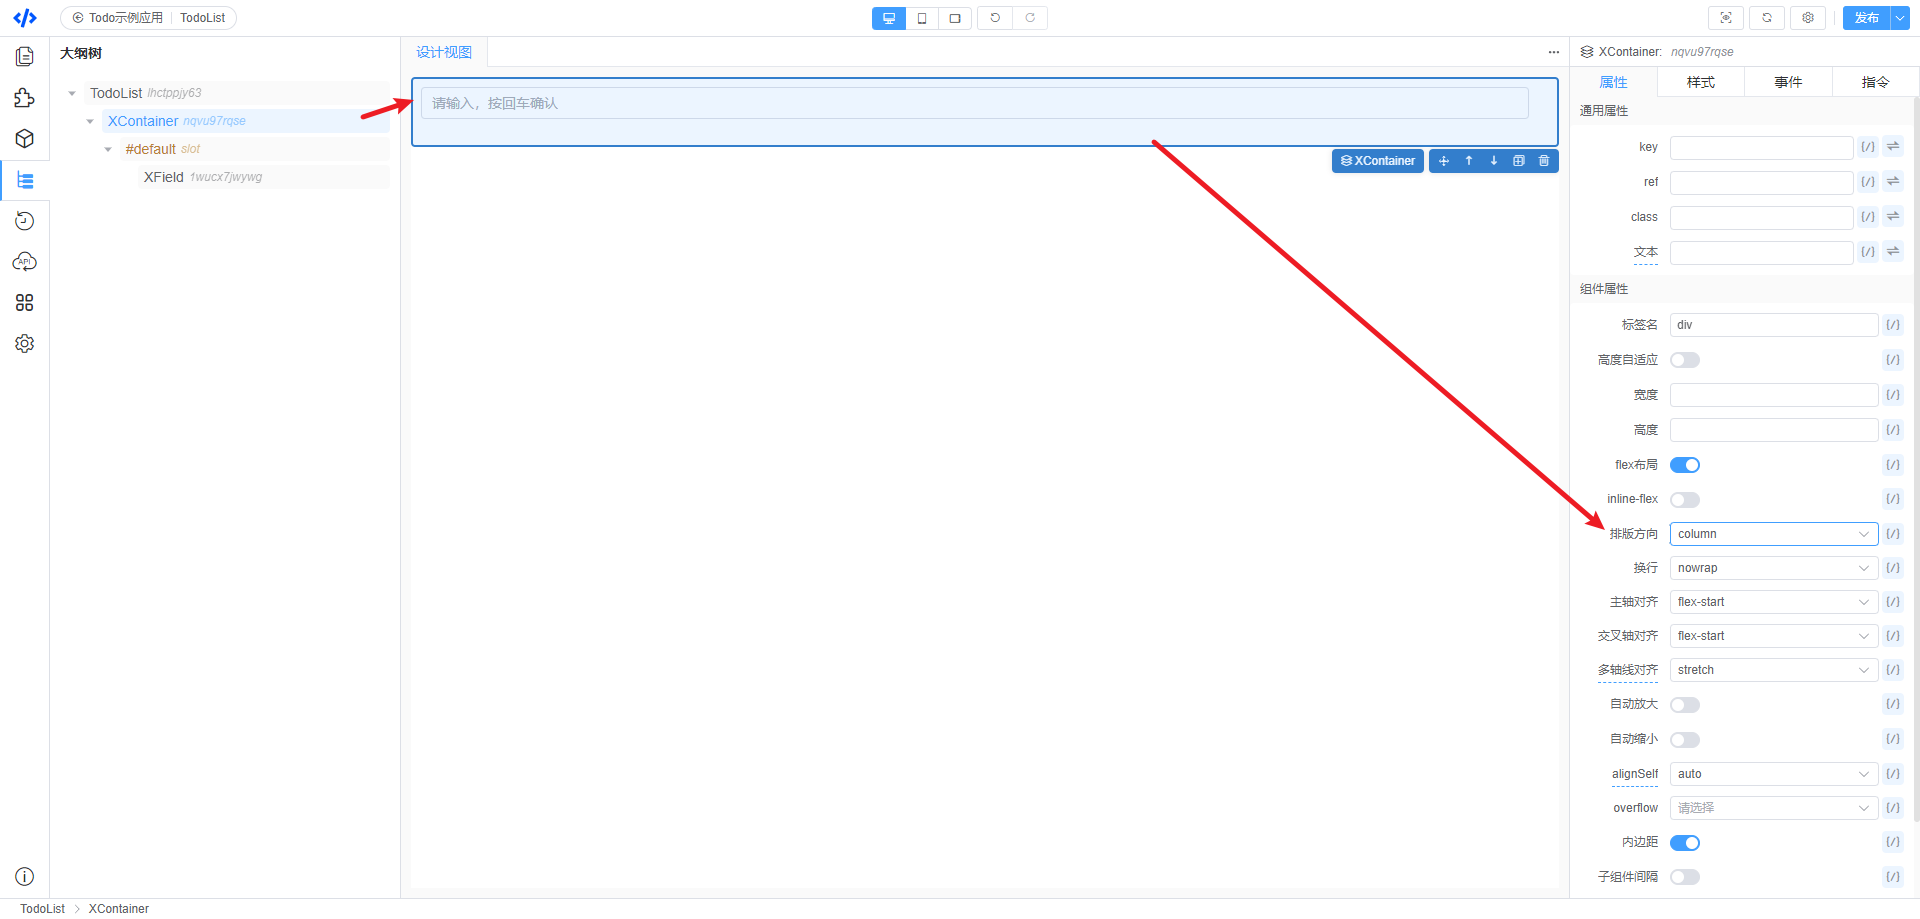 Todo示例应用 TodoList
发布
大纲树
TodoList lhctppjy63
XContainer nqvu97rqse
#default slot
XField 1wucx7jwywg
API
设计视图
请输入，按回车确认
XContainer
XContainer: nqvu97rqse
属性 样式 事件 指令
通用属性
key {/}
ref {/}
class {/}
文本 {/}
组件属性
标签名 div {/}
高度自适应 {/}
宽度 {/}
高度 {/}
flex布局 {/}
inline-flex {/}
排版方向 column {/}
换行 nowrap {/}
主轴对齐 flex-start {/}
交叉轴对齐 flex-start {/}
多轴线对齐 stretch {/}
自动放大 {/}
自动缩小 {/}
alignSelf auto {/}
overflow 请选择 {/}
内边距 {/}
子组件间隔 {/}
TodoList > XContainer